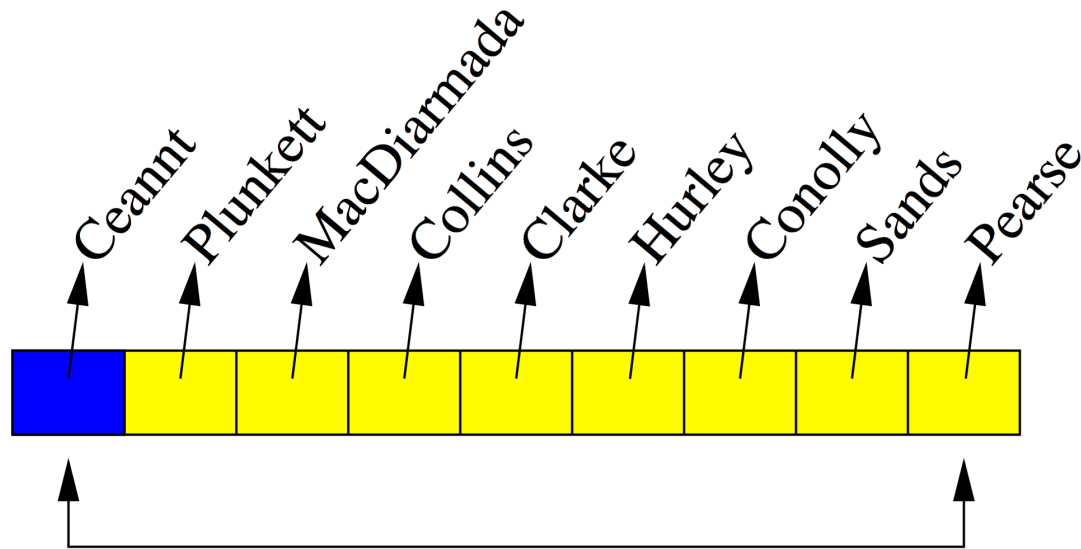 Ceannt
Plunkett
MacDiarmada
Collins
Clarke
Hurley
Conolly
Sands
Pearse